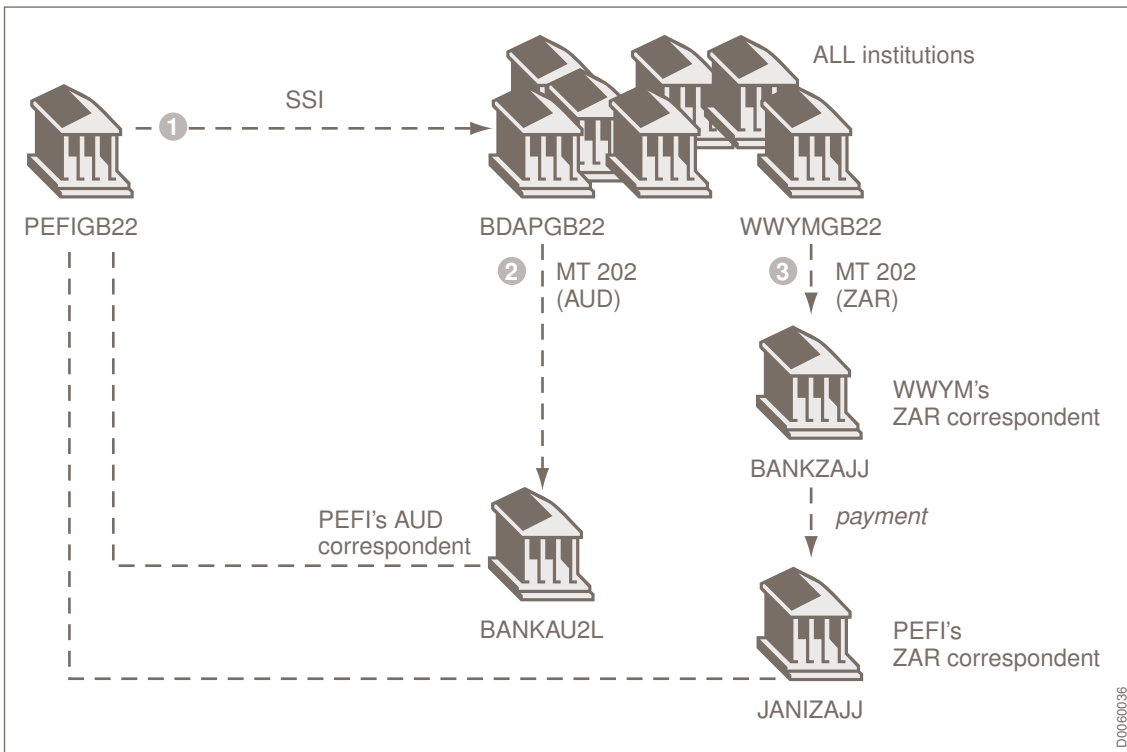 ALL institutions
1
SSI
PEFIGB22
BDAPGB22
WWYMGB22
2
MT 202
(AUD)
3
MT 202
(ZAR)
WWYM's
ZAR correspondent
BANKZAJJ
payment
PEFI's AUD
correspondent
BANKAU2L
PEFI's
ZAR correspondent
JANIZAJJ
D0060036